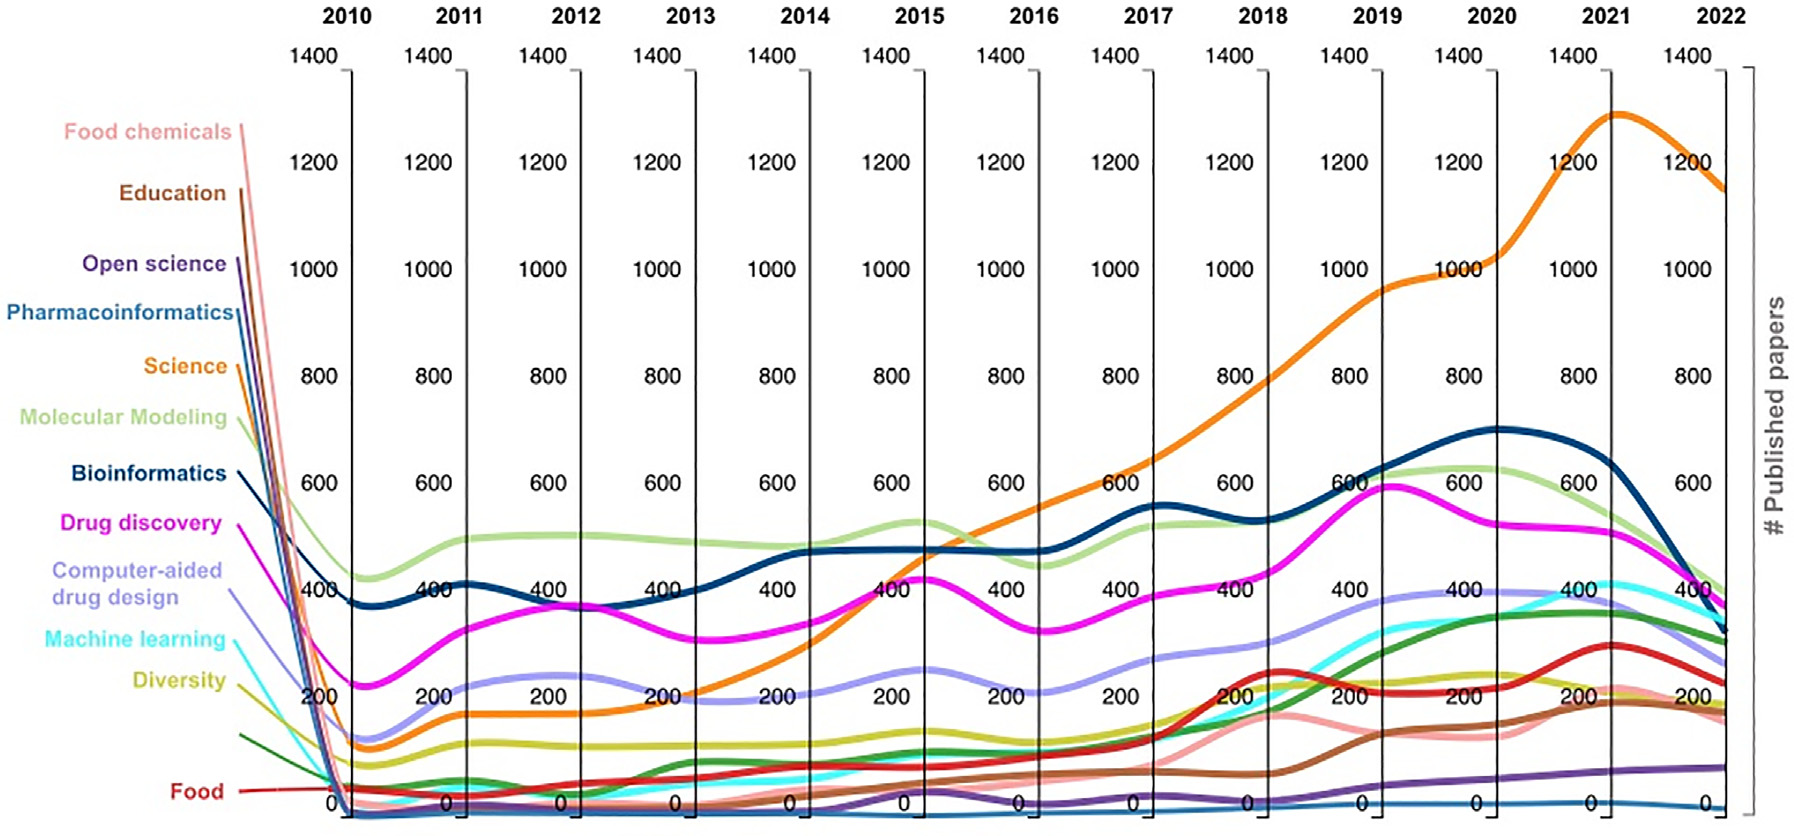 2010 2011 2012 2013 2014 2015 2016 2017 2018 2019 2020 2021 2022
1400 1400 1400 1400 1400 1400 1400 1400 1400 1400 1400 1400 1400
Food chemicals
1200 1200 1200 1200 1200 1200 1200 1200 1200 1200 1200 1200 1200
Education
Open science
1000 1000 1000 1000 1000 1000 1000 1000 1000 1000 1000 1000 1000
Pharmacoinformatics
Science
800 800 800 800 800 800 800 800 800 800 800 800 800
Molecular Modeling
Bioinformatics
600 600 600 600 600 600 600 600 600 600 600 600 600
Drug discovery
Computer-aided
drug design
400 400 400 400 400 400 400 400 400 400 400 400 400
Machine learning
Diversity
200 200 200 200 200 200 200 200 200 200 200 200 200
Food
0 0 0 0 0 0 0 0 0 0 0 0 0
# Published papers